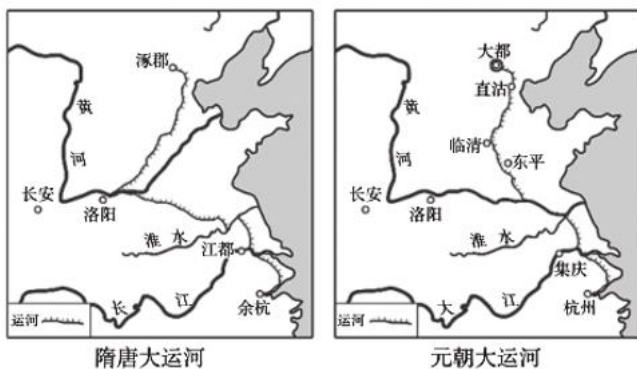 涿郡
黄
河
长安
洛阳
淮水
江都
余杭
长江
运河
隋唐大运河
大都
直沽
临清
东平
黄
河
长安
洛阳
淮水
集庆
杭州
大江
运河
元朝大运河